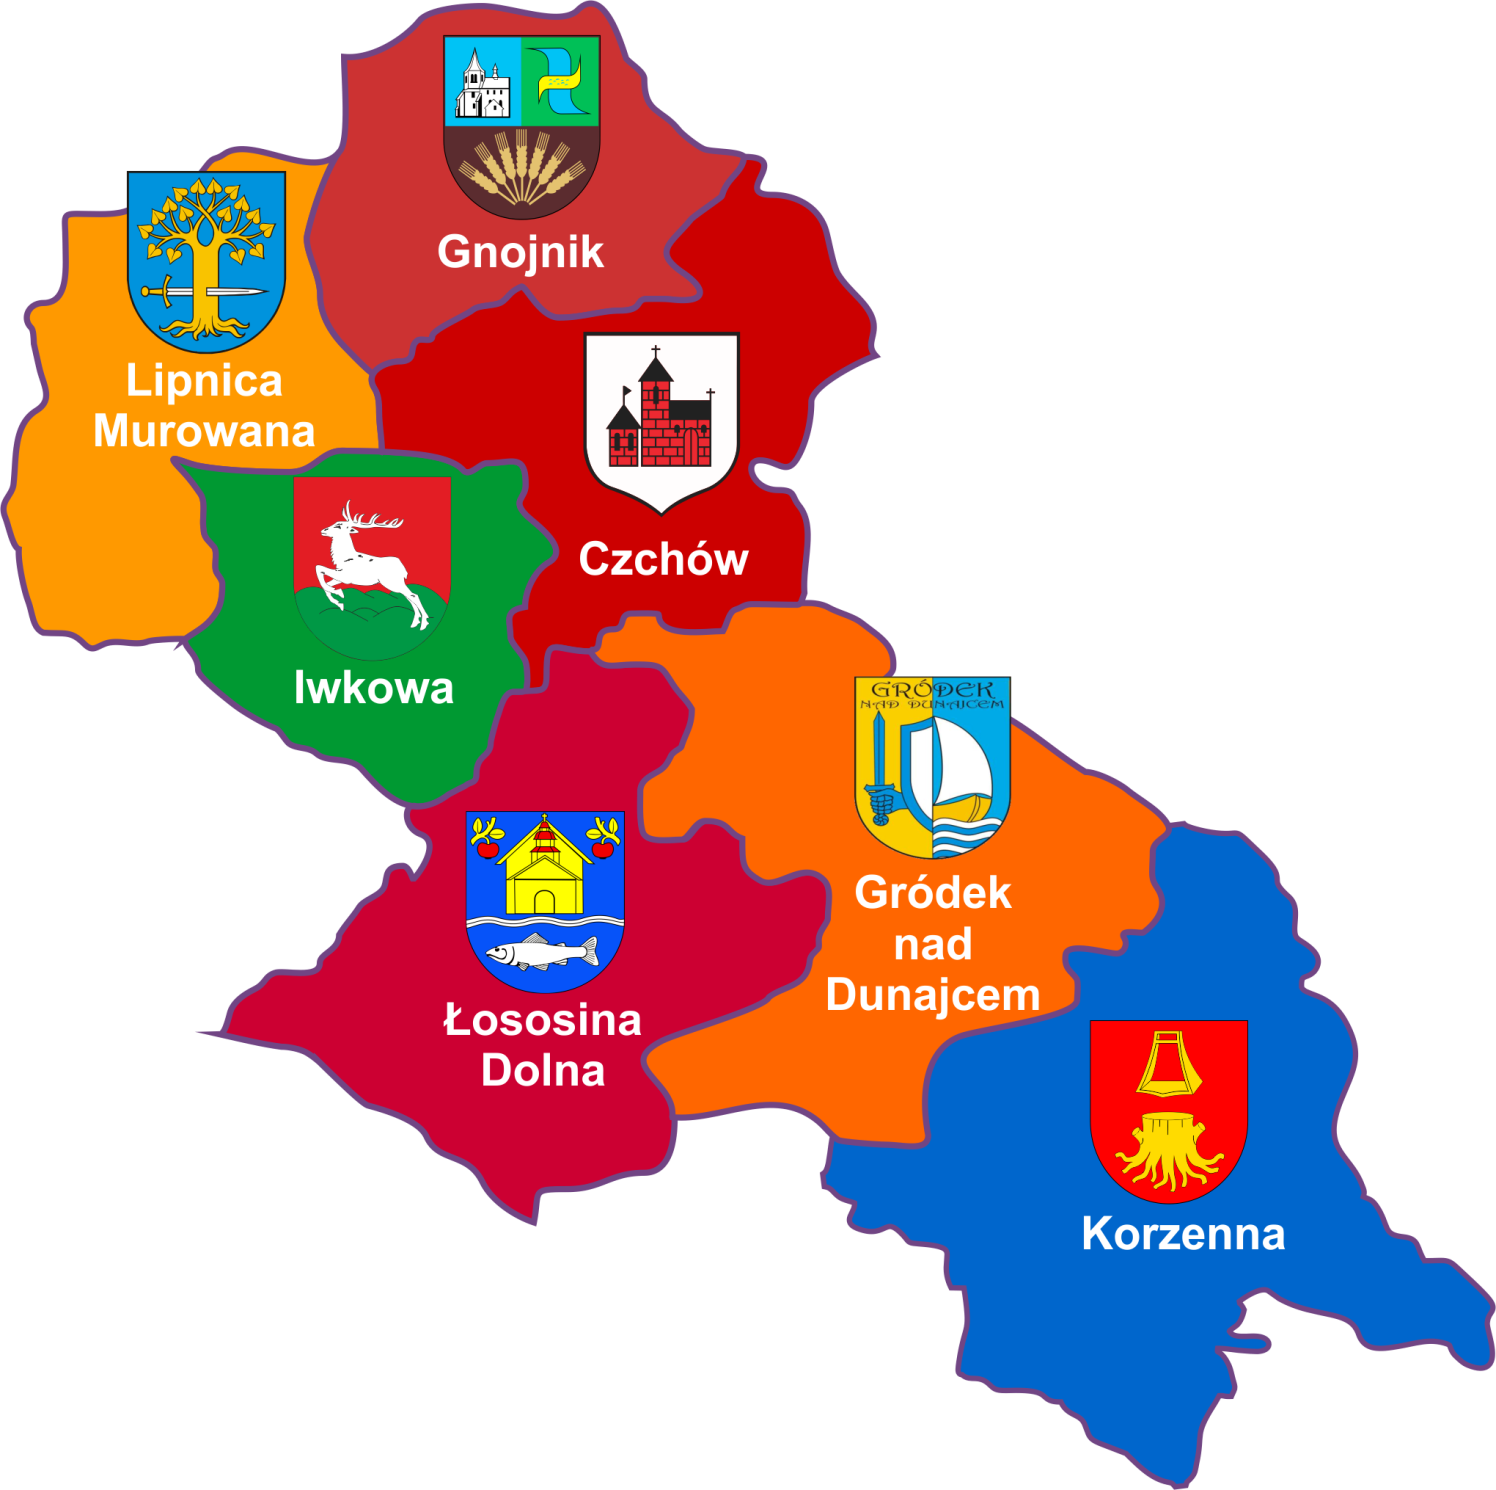 Gnojnik
Lipnica
Murowana
Czchów
Iwkowa
GRÓDEK
NAD DUNAJCEM
Gródek
nad
Dunajcem
Łososina
Dolna
Korzenna